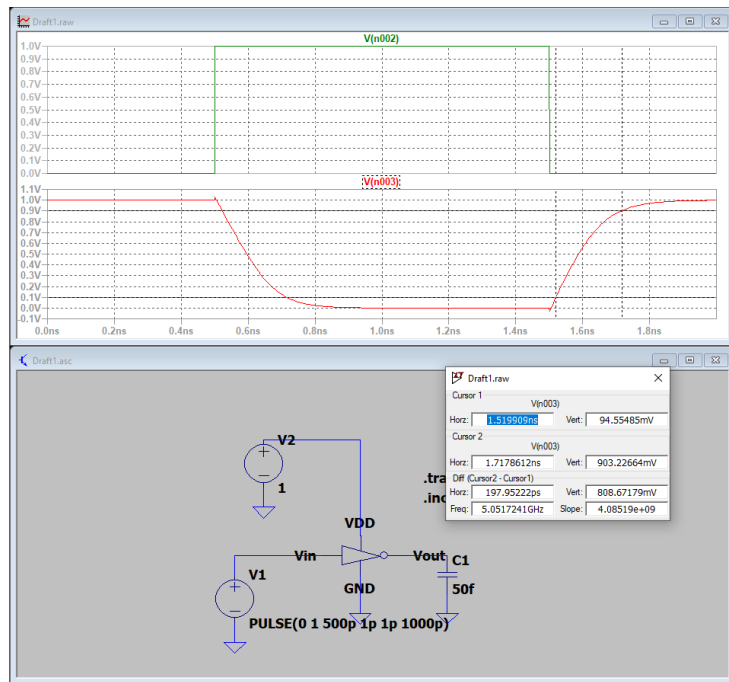 Draft1.raw
V(n002)
1.0V
0.9V
0.8V
0.7V
0.6V
0.5V
0.4V
0.3V
0.2V
0.1V
0.0V
V(n003)
1.1V
1.0V
0.9V
0.8V
0.7V
0.6V
0.5V
0.4V
0.3V
0.2V
0.1V
0.0V
-0.1V
0.0ns 0.2ns 0.4ns 0.6ns 0.8ns 1.0ns 1.2ns 1.4ns 1.6ns 1.8ns
Draft1.asc
Draft1.raw
Cursor 1
V(n003)
Horz: 1.519909ns Vert: 94.55485mV
Cursor 2
V(n003)
Horz: 1.7178612ns Vert: 903.22664mV
Diff (Cursor2 - Cursor1)
Horz: 197.95222ps Vert: 808.67179mV
Freq: 5.0517241GHz Slope: 4.08519e+09
V2
1
VDD
Vin
Vout
C1
V1
GND
50f
PULSE(0 1 500p 1p 1p 1000p)